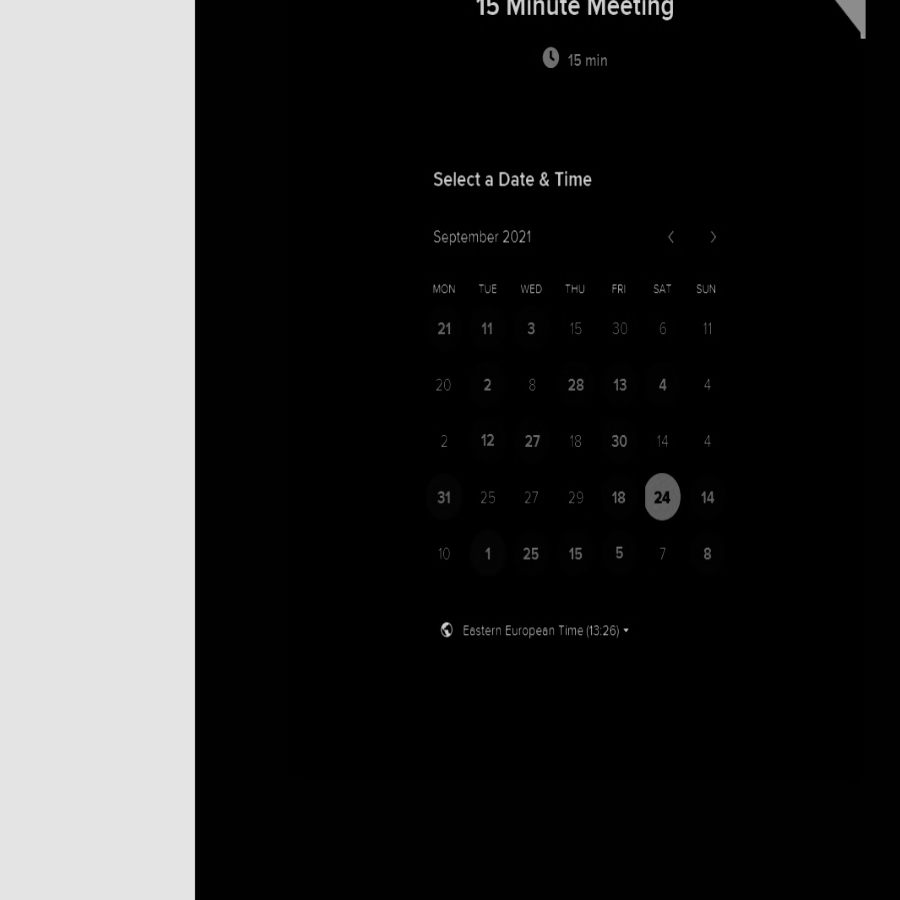 15 Minute Meeting
15 min
Select a Date & Time
September 2021
MON TUE WED THU FRI SAT SUN
21 11 3 15 30 6 11
20 2 8 28 13 4 4
2 12 27 18 30 14 4
31 25 27 29 18 24 14
10 1 25 15 5 7 8
Eastern European Time (13:26)